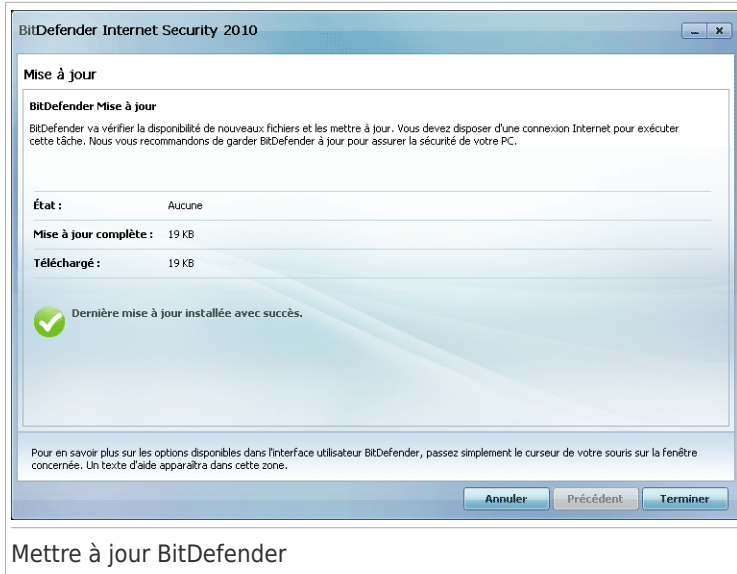 BitDefender Internet Security 2010
Mise à jour
BitDefender Mise à jour
BitDefender va vérifier la disponibilité de nouveaux fichiers et les mettre à jour. Vous devez disposer d'une connexion Internet pour exécuter
cette tâche. Nous vous recommandons de garder BitDefender à jour pour assurer la sécurité de votre PC.
État : Aucune
Mise à jour complète : 19 KB
Téléchargé : 19 KB
Dernière mise à jour installée avec succès.
Pour en savoir plus sur les options disponibles dans l'interface utilisateur BitDefender, passez simplement le curseur de votre souris sur la fenêtre
concernée. Un texte d'aide apparaîtra dans cette zone.
Annuler Précédent Terminer
Mettre à jour BitDefender